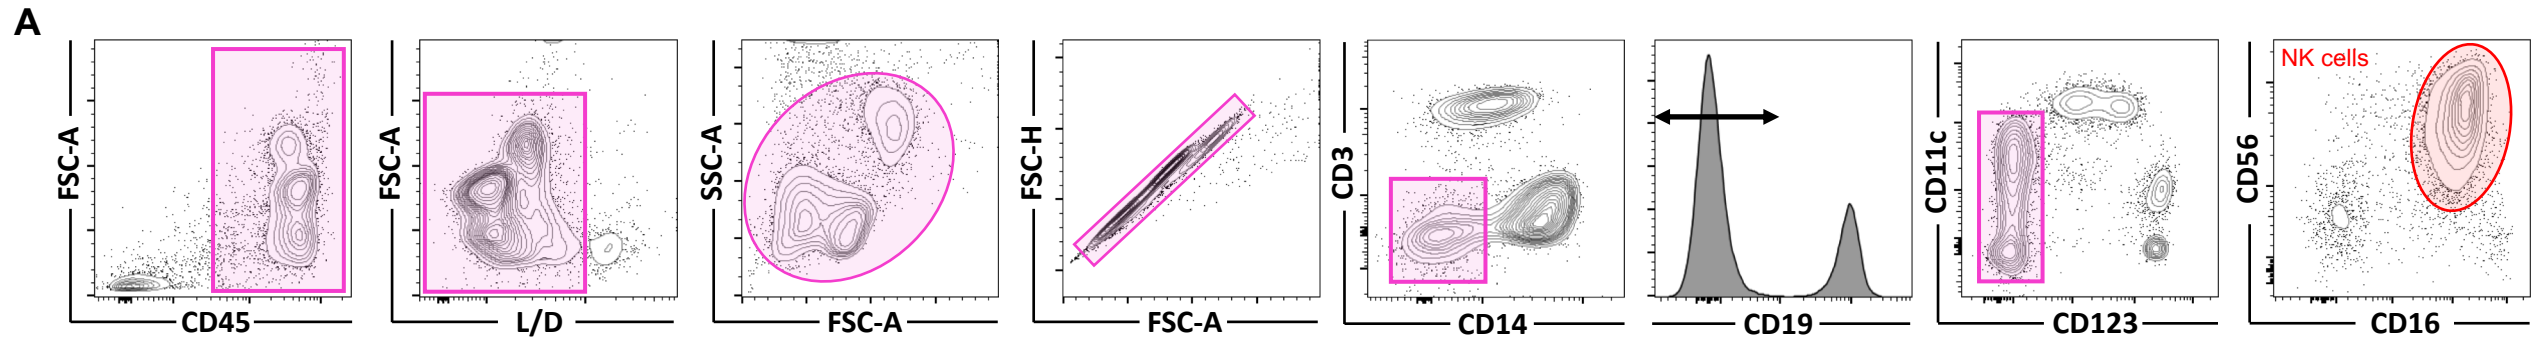 A
FSC-A
CD45
FSC-A
L/D
SSC-A
FSC-A
FSC-H
FSC-A
CD3
CD14
CD19
CD11c
CD123
CD56
NK cells
CD16